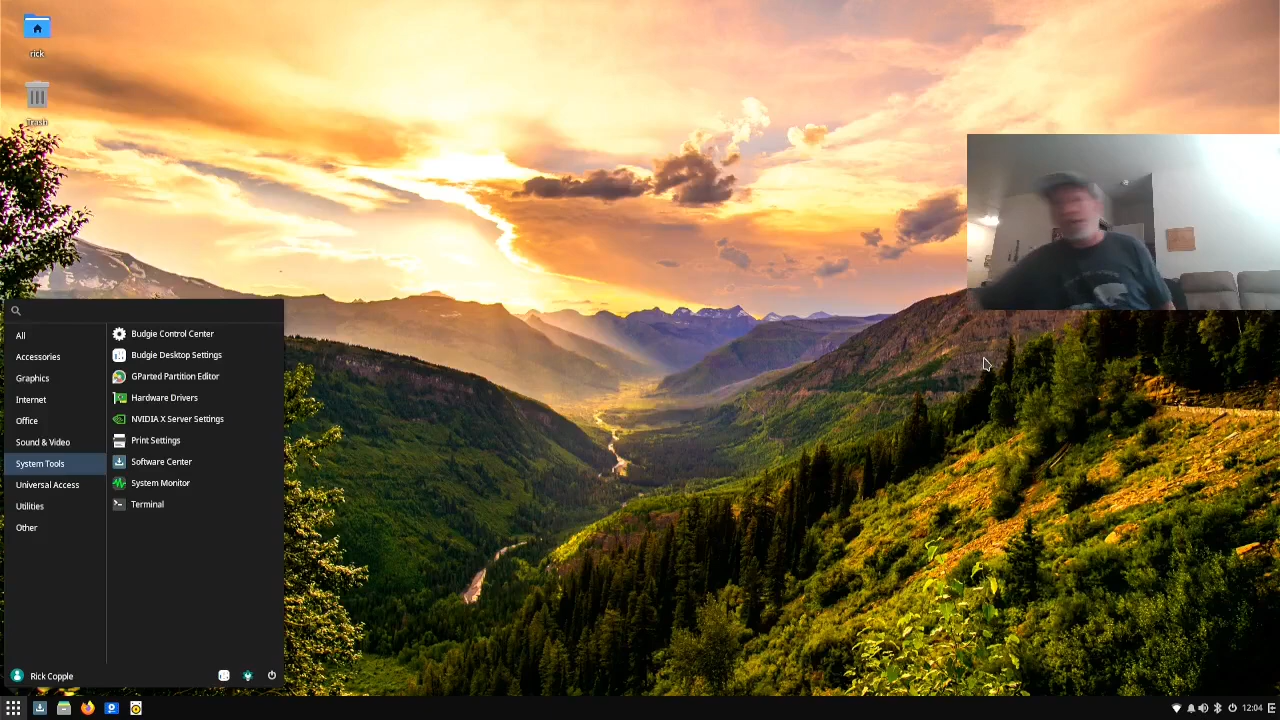 rick
Trash
All
Accessories
Graphics
Internet
Office
Sound & Video
System Tools
Universal Access
Utilities
Other
Budgie Control Center
Budgie Desktop Settings
GParted Partition Editor
Hardware Drivers
NVIDIA X Server Settings
Print Settings
Software Center
System Monitor
Terminal
Rick Copple
12:04